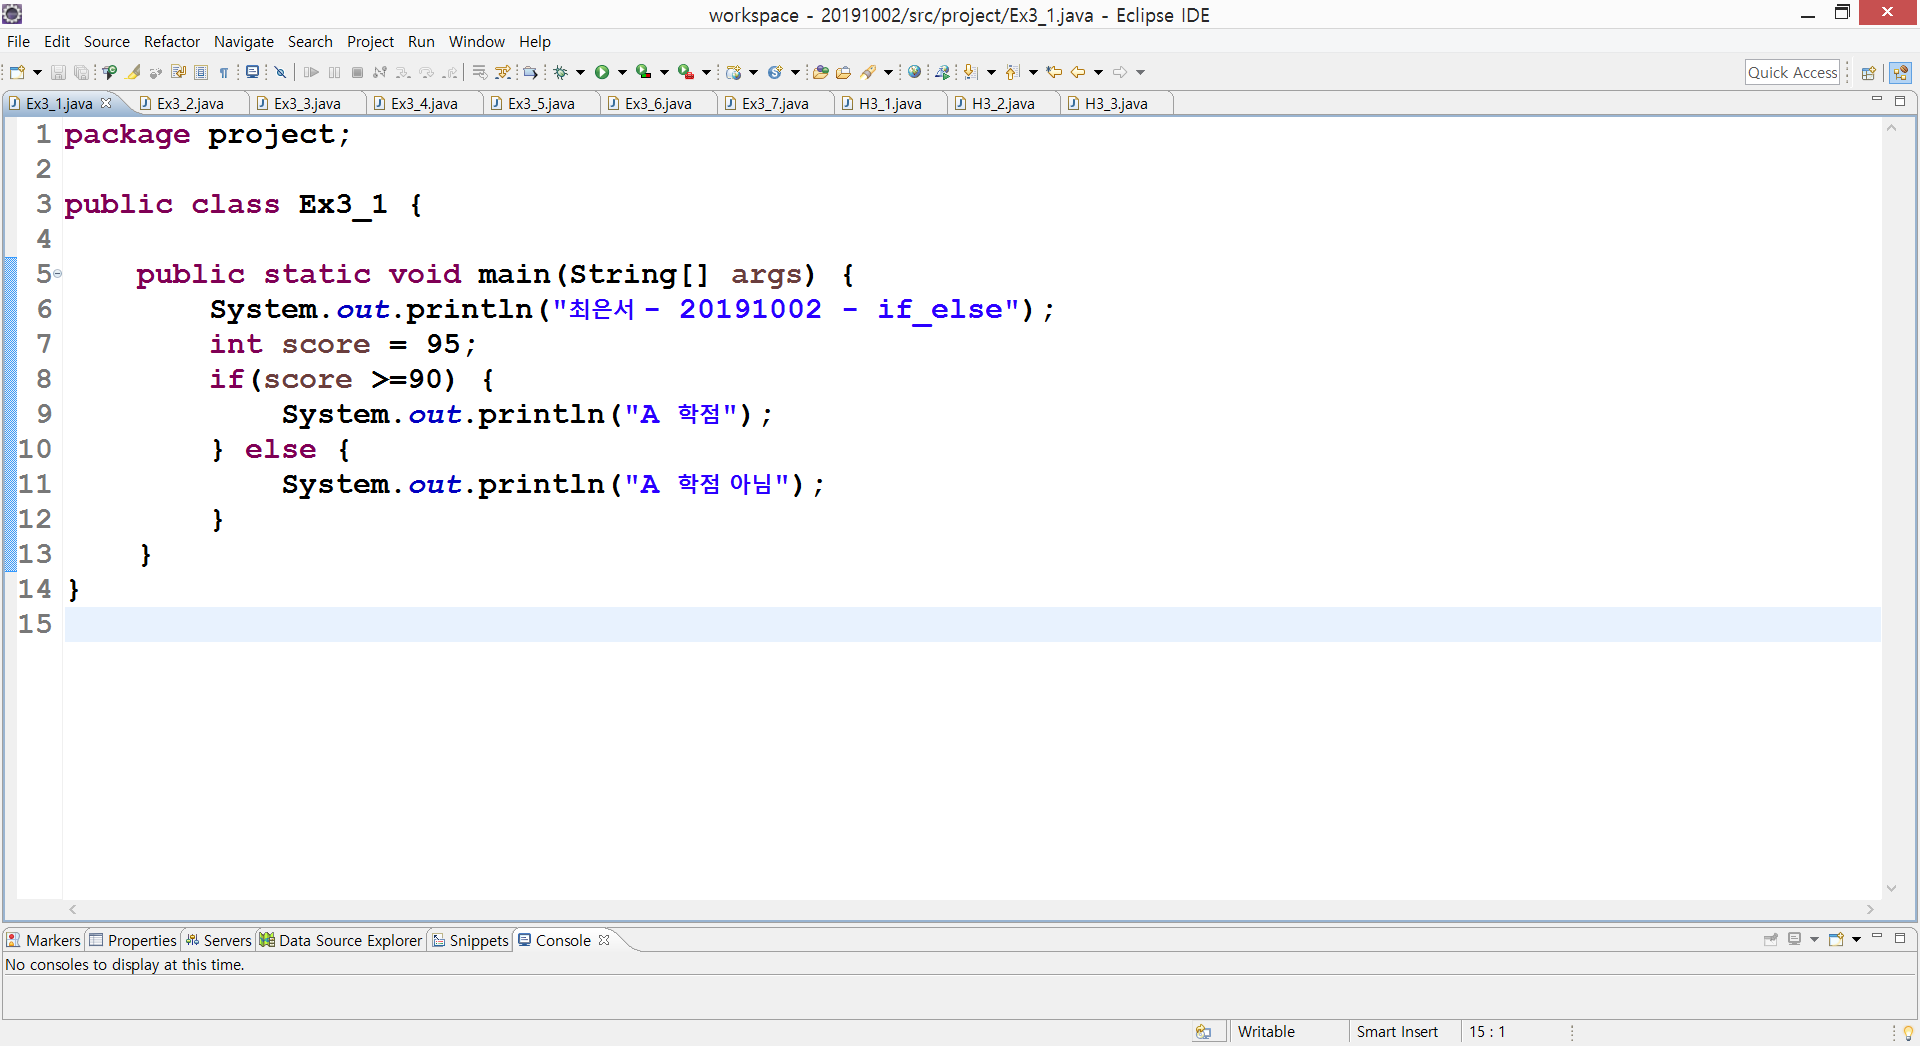 workspace - 20191002/src/project/Ex3_1.java - Eclipse IDE
File Edit Source Refactor Navigate Search Project Run Window Help
Quick Access
Ex3_1.java Ex3_2.java Ex3_3.java Ex3_4.java Ex3_5.java Ex3_6.java Ex3_7.java H3_1.java H3_2.java H3_3.java
1 package project;
2
3 public class Ex3_1 {
4
5 public static void main(String[] args) {
6 System.out.println("최은서 - 20191002 - if_else");
7 int score = 95;
8 if(score >=90) {
9 System.out.println("A 학점");
10 } else {
11 System.out.println("A 학점 아님");
12 }
13 }
14 }
15
Markers Properties Servers Data Source Explorer Snippets Console
No consoles to display at this time.
Writable Smart Insert 15 : 1